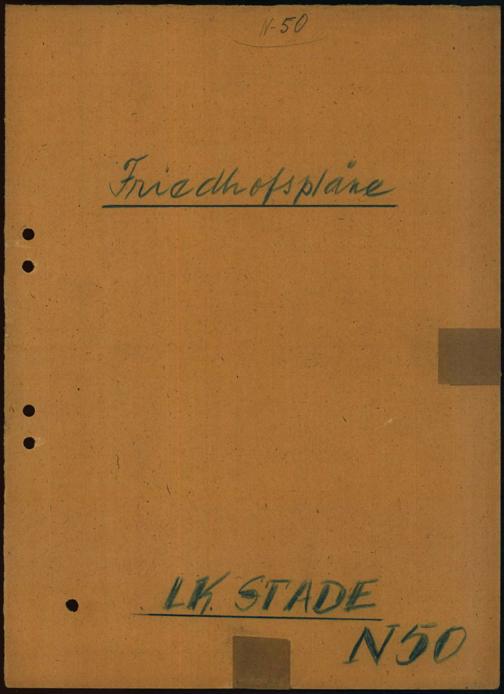 N-50
Friedhofspläne
LK. STADE
N50